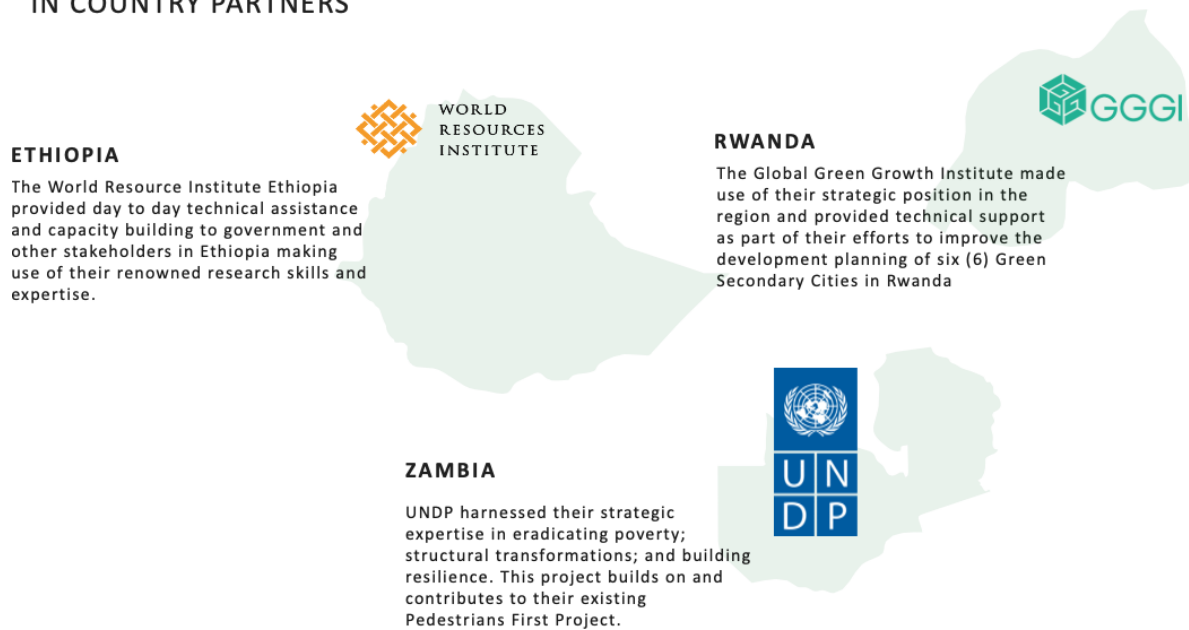 IN COUNTRY PARTNERS
WORLD
RESOURCES
INSTITUTE
ETHIOPIA
The World Resource Institute Ethiopia
provided day to day technical assistance
and capacity building to government and
other stakeholders in Ethiopia making
use of their renowned research skills and
expertise.
GGGI
RWANDA
The Global Green Growth Institute made
use of their strategic position in the
region and provided technical support
as part of their efforts to improve the
development planning of six (6) Green
Secondary Cities in Rwanda
UN
DP
ZAMBIA
UNDP harnessed their strategic
expertise in eradicating poverty;
structural transformations; and building
resilience. This project builds on and
contributes to their existing
Pedestrians First Project.